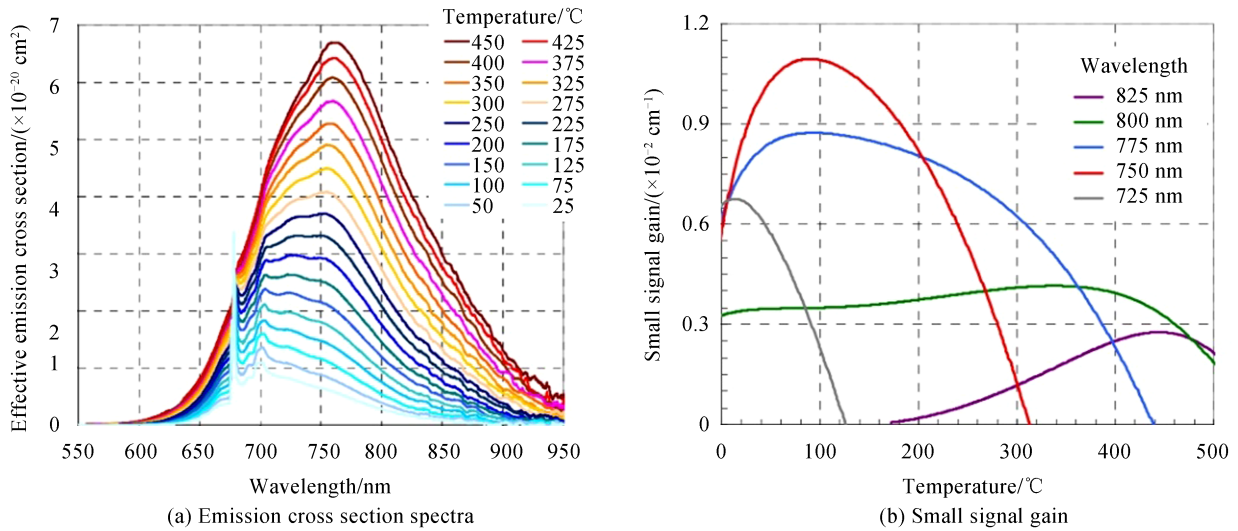 Temperature/℃
450 425
400 375
350 325
300 275
250 225
200 175
150 125
100 75
50 25
7
6
5
4
3
2
1
0
550 600 650 700 750 800 850 900 950
Effective emission cross section/(×10⁻²⁰ cm²)
Wavelength/nm
(a) Emission cross section spectra
Wavelength
825 nm
800 nm
775 nm
750 nm
725 nm
1.2
0.9
0.6
0.3
0
0 100 200 300 400 500
Small signal gain/(×10⁻² cm⁻¹)
Temperature/℃
(b) Small signal gain